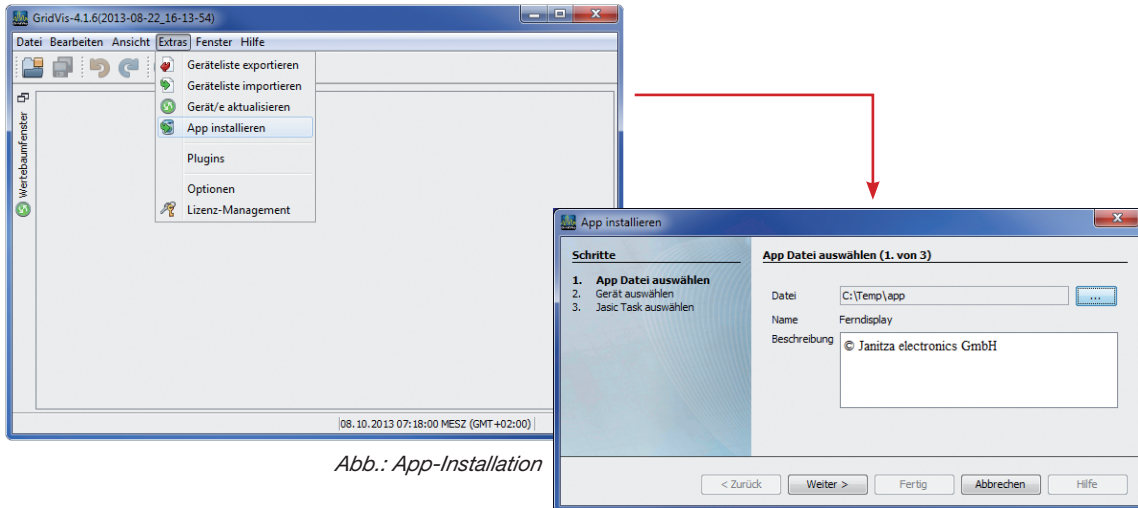 GridVis-4.1.6(2013-08-22_16-13-54)
Datei Bearbeiten Ansicht Extras Fenster Hilfe
Geräteliste exportieren
Geräteliste importieren
Gerät/e aktualisieren
App installieren
Plugins
Optionen
Lizenz-Management
Wertebaumfenster
08.10.2013 07:18:00 MESZ (GMT+02:00)
Abb.: App-Installation
App installieren
Schritte
1. App Datei auswählen
2. Gerät auswählen
3. Jasic Task auswählen
App Datei auswählen (1. von 3)
Datei C:\Temp\app ...
Name Ferndisplay
Beschreibung © Janitza electronics GmbH
< Zurück Weiter > Fertig Abbrechen Hilfe